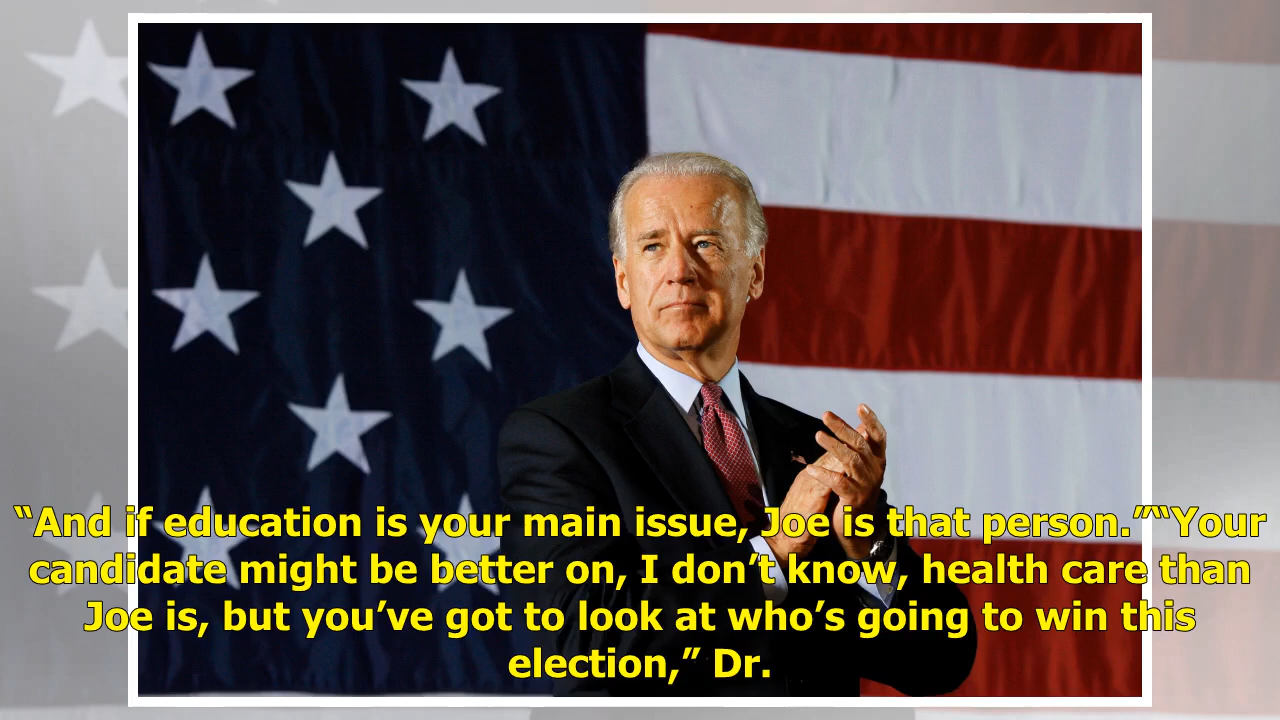 “And if education is your main issue, Joe is that person.”“Your
candidate might be better on, I don’t know, health care than
Joe is, but you’ve got to look at who’s going to win this
election,” Dr.